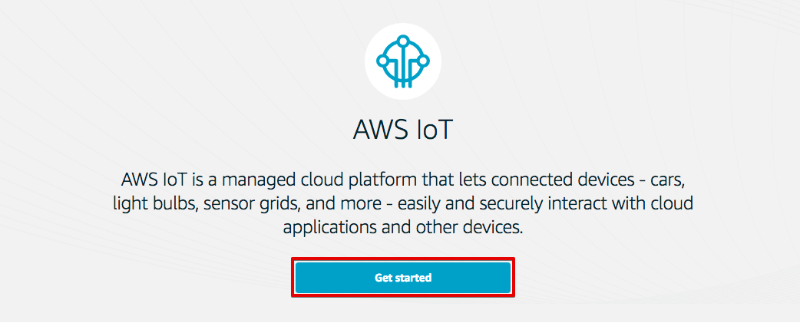 AWS IoT
AWS IoT is a managed cloud platform that lets connected devices - cars,
light bulbs, sensor grids, and more - easily and securely interact with cloud
applications and other devices.
Get started